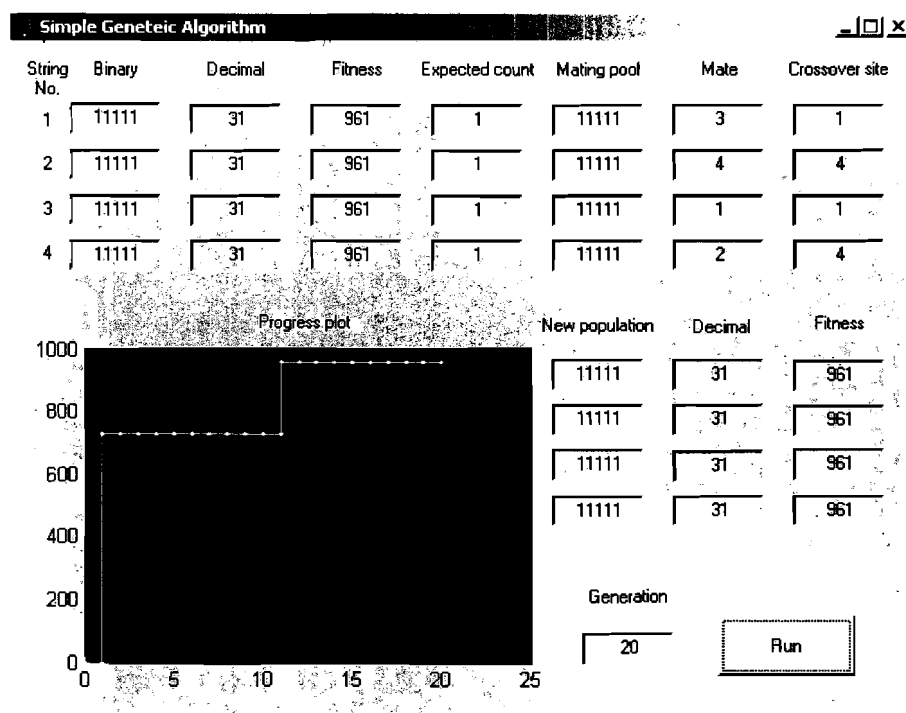 Simple Geneteic Algorithm
String No. Binary Decimal Fitness Expected count Mating pool Mate Crossover site
1 11111 31 961 1 11111 3 1
2 11111 31 961 1 11111 4 4
3 11111 31 961 1 11111 1 1
4 11111 31 961 1 11111 2 4
Progress plot
1000
800
600
400
200
0
0 5 10 15 20 25
New population Decimal Fitness
11111 31 961
11111 31 961
11111 31 961
11111 31 961
Generation
20
Run